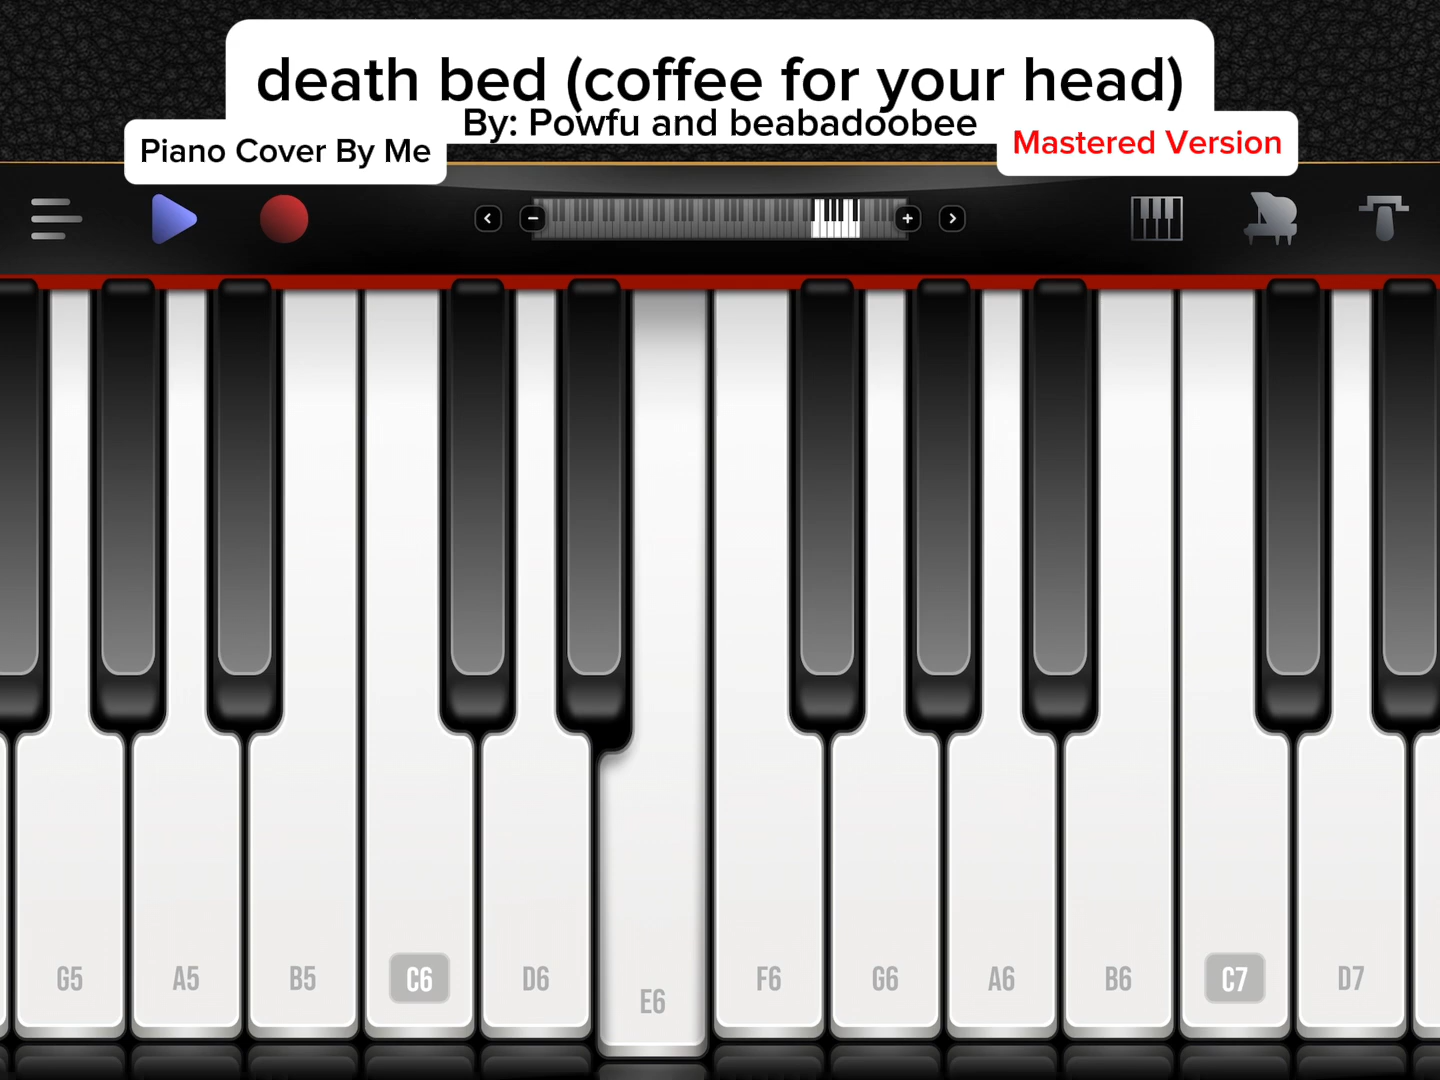 death bed (coffee for your head)
By: Powfu and beabadoobee
Piano Cover By Me
Mastered Version
G5 A5 B5 C6 D6 E6 F6 G6 A6 B6 C7 D7